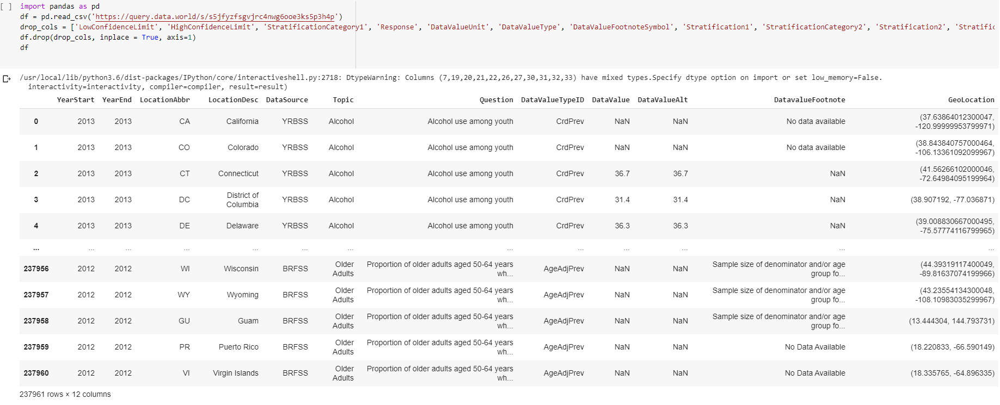 [ ] import pandas as pd
df = pd.read_csv('https://query.data.world/s/s5jfyzfsgvjrc4nwg6ooe3ks5p3h4p')
drop_cols = ['LowConfidenceLimit', 'HighConfidenceLimit', 'StratificationCategory1', 'Response', 'DataValueUnit', 'DataValueType', 'DataValueFootnoteSymbol', 'Stratification1', 'StratificationCategory2', 'Stratification2', 'Stratific
df.drop(drop_cols, inplace = True, axis=1)
df
/usr/local/lib/python3.6/dist-packages/IPython/core/interactiveshell.py:2718: DtypeWarning: Columns (7,19,20,21,22,26,27,30,31,32,33) have mixed types.Specify dtype option on import or set low_memory=False.
interactivity=interactivity, compiler=compiler, result=result)
YearStart YearEnd LocationAbbr LocationDesc DataSource Topic Question DataValueTypeID DataValue DataValueAlt DatavalueFootnote GeoLocation
0 2013 2013 CA California YRBSS Alcohol Alcohol use among youth CrdPrev NaN NaN No data available (37.63864012300047,
-120.99999953799971)
1 2013 2013 CO Colorado YRBSS Alcohol Alcohol use among youth CrdPrev NaN NaN No data available (38.843840757000464,
-106.13361092099967)
2 2013 2013 CT Connecticut YRBSS Alcohol Alcohol use among youth CrdPrev 36.7 36.7 NaN (41.56266102000046,
-72.64984095199964)
3 2013 2013 DC District of
Columbia YRBSS Alcohol Alcohol use among youth CrdPrev 31.4 31.4 NaN (38.907192, -77.036871)
4 2013 2013 DE Delaware YRBSS Alcohol Alcohol use among youth CrdPrev 36.3 36.3 NaN (39.008830667000495,
-75.57774116799965)
... ... ... ... ... ... ... ... ... ... ... ... ...
237956 2012 2012 WI Wisconsin BRFSS Older
Adults Proportion of older adults aged 50-64 years
wh... AgeAdjPrev NaN NaN Sample size of denominator and/or age
group fo... (44.39319117400049,
-89.81637074199966)
237957 2012 2012 WY Wyoming BRFSS Older
Adults Proportion of older adults aged 50-64 years
wh... AgeAdjPrev NaN NaN Sample size of denominator and/or age
group fo... (43.23554134300048,
-108.10983035299967)
237958 2012 2012 GU Guam BRFSS Older
Adults Proportion of older adults aged 50-64 years
wh... AgeAdjPrev NaN NaN Sample size of denominator and/or age
group fo... (13.444304, 144.793731)
237959 2012 2012 PR Puerto Rico BRFSS Older
Adults Proportion of older adults aged 50-64 years
wh... AgeAdjPrev NaN NaN No Data Available (18.220833, -66.590149)
237960 2012 2012 VI Virgin Islands BRFSS Older
Adults Proportion of older adults aged 50-64 years
wh... AgeAdjPrev NaN NaN No Data Available (18.335765, -64.896335)
237961 rows × 12 columns